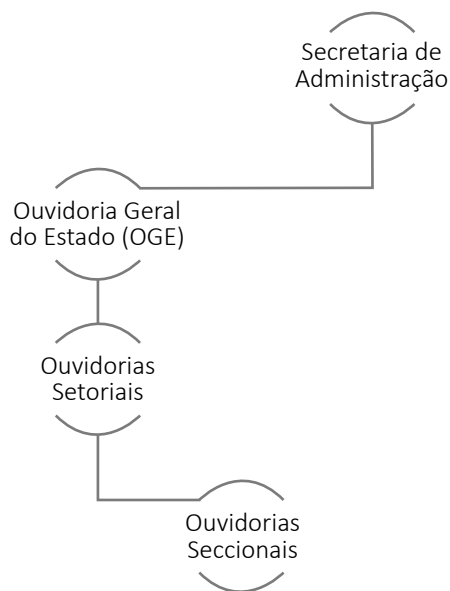 Secretaria de
Administração
Ouvidoria Geral
do Estado (OGE)
Ouvidorias
Setoriais
Ouvidorias
Seccionais